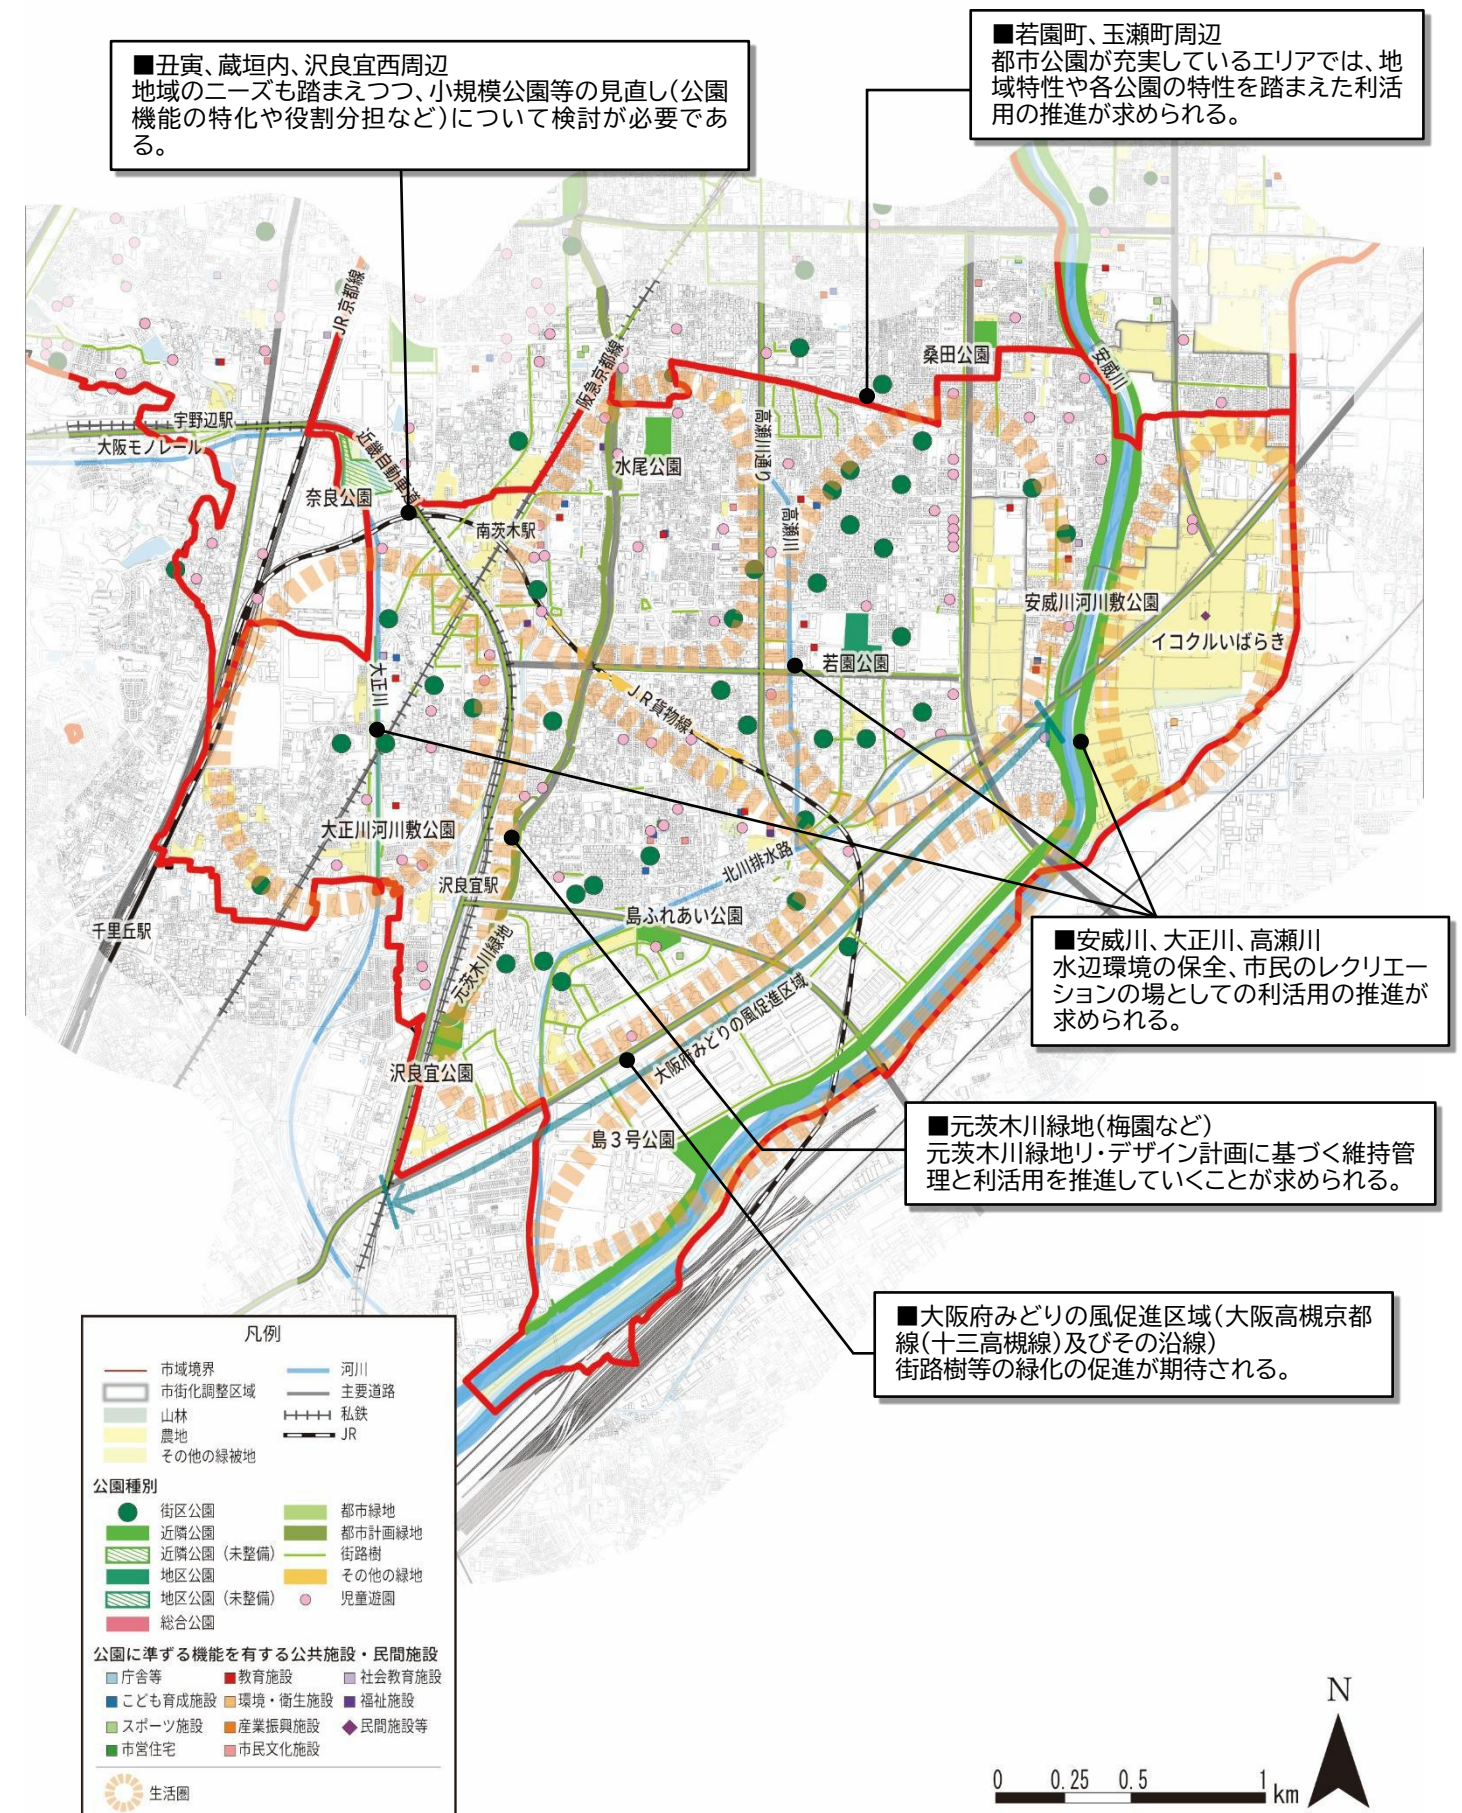 ■丑寅、蔵垣内、沢良宜西周辺
地域のニーズも踏まえつつ、小規模公園等の見直し(公園
機能の特化や役割分担など)について検討が必要であ
る。
■若園町、玉瀬町周辺
都市公園が充実しているエリアでは、地
域特性や各公園の特性を踏まえた利活
用の推進が求められる。
JR京都線
阪急京都線
桑田公園
安威川
宇野辺駅
大阪モノレール
近畿自動車道
高瀬川通り
水尾公園
奈良公園
高瀬川
南茨木駅
安威川河川敷公園
イコクルいばらき
若園公園
大正川
J.R貨物線
大正川河川敷公園
北川排水路
沢良宜駅
千里丘駅
島ふれあい公園
元茨木川緑地
大阪府みどりの風促進区域
沢良宜公園
島3号公園
■安威川、大正川、高瀬川
水辺環境の保全、市民のレクリエー
ションの場としての利活用の推進が
求められる。
■元茨木川緑地(梅園など)
元茨木川緑地リ・デザイン計画に基づく維持管
理と利活用を推進していくことが求められる。
■大阪府みどりの風促進区域(大阪高槻京都
線(十三高槻線)及びその沿線)
街路樹等の緑化の促進が期待される。
凡例
市域境界
河川
市街化調整区域
主要道路
山林
私鉄
農地
JR
その他の緑被地
公園種別
街区公園
都市緑地
近隣公園
都市計画緑地
近隣公園(未整備)
街路樹
地区公園
その他の緑地
地区公園(未整備)
児童遊園
総合公園
公園に準ずる機能を有する公共施設・民間施設
庁舎等
教育施設
社会教育施設
こども育成施設
環境・衛生施設
福祉施設
スポーツ施設
産業振興施設
民間施設等
市営住宅
市民文化施設
生活圏
N
0 0.25 0.5 1 km